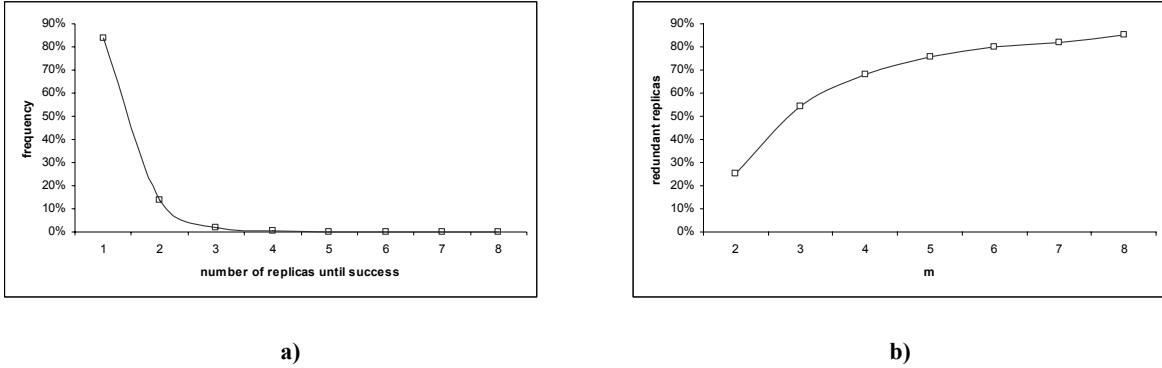 90%
80%
70%
60%
50%
40%
30%
20%
10%
0%
frequency
1 2 3 4 5 6 7 8
number of replicas until success
a)
90%
80%
70%
60%
50%
40%
30%
20%
10%
0%
redundant replicas
2 3 4 5 6 7 8
m
b)